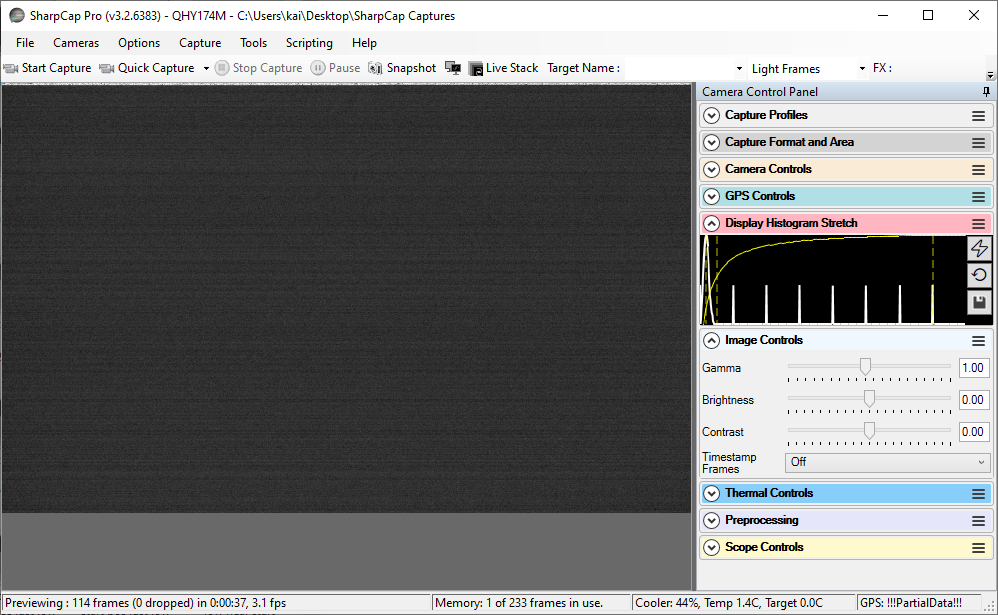 SharpCap Pro (v3.2.6383) - QHY174M - C:\Users\kai\Desktop\SharpCap Captures
File Cameras Options Capture Tools Scripting Help
Start Capture Quick Capture Stop Capture Pause Snapshot Live Stack Target Name : Light Frames FX :
Camera Control Panel
Capture Profiles
Capture Format and Area
Camera Controls
GPS Controls
Display Histogram Stretch
Image Controls
Gamma 1.00
Brightness 0.00
Contrast 0.00
Timestamp
Frames Off
Thermal Controls
Preprocessing
Scope Controls
Previewing : 114 frames (0 dropped) in 0:00:37, 3.1 fps Memory: 1 of 233 frames in use. Cooler: 44%, Temp 1.4C, Target 0.0C GPS: !!!PartialData!!!